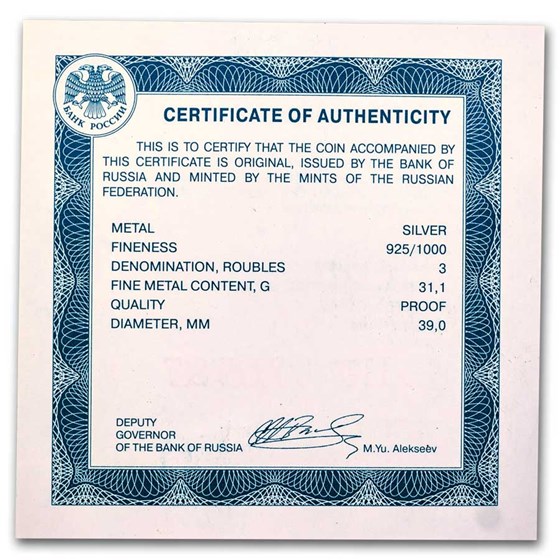 БАНК РОССИИ
CERTIFICATE OF AUTHENTICITY
THIS IS TO CERTIFY THAT THE COIN ACCOMPANIED BY
THIS CERTIFICATE IS ORIGINAL, ISSUED BY THE BANK OF
RUSSIA AND MINTED BY THE MINTS OF THE RUSSIAN
FEDERATION.
METAL SILVER
FINENESS 925/1000
DENOMINATION, ROUBLES 3
FINE METAL CONTENT, G 31,1
QUALITY PROOF
DIAMETER, MM 39,0
DEPUTY
GOVERNOR
OF THE BANK OF RUSSIA M.Yu. Alekseёv